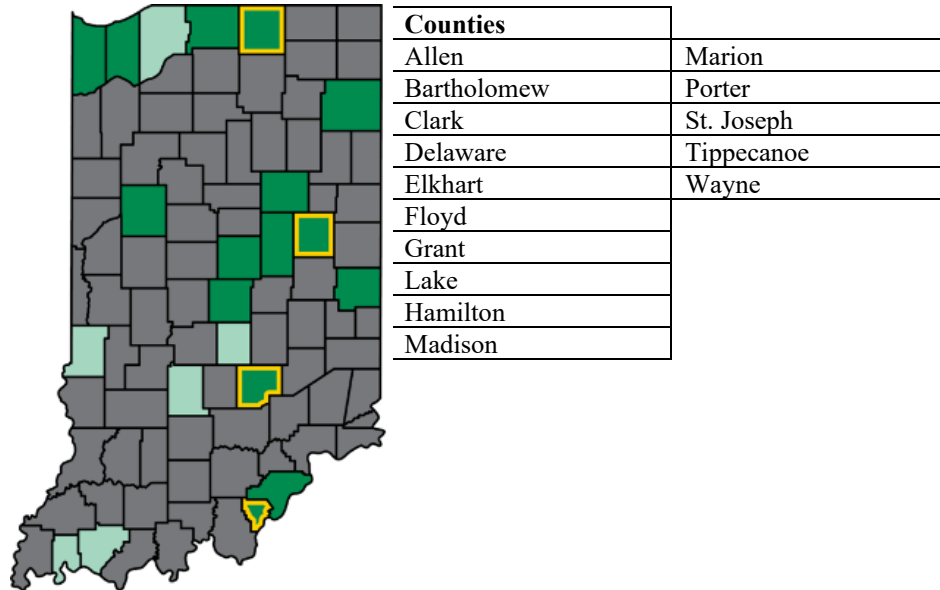 Counties
Allen Marion
Bartholomew Porter
Clark St. Joseph
Delaware Tippecanoe
Elkhart Wayne
Floyd
Grant
Lake
Hamilton
Madison